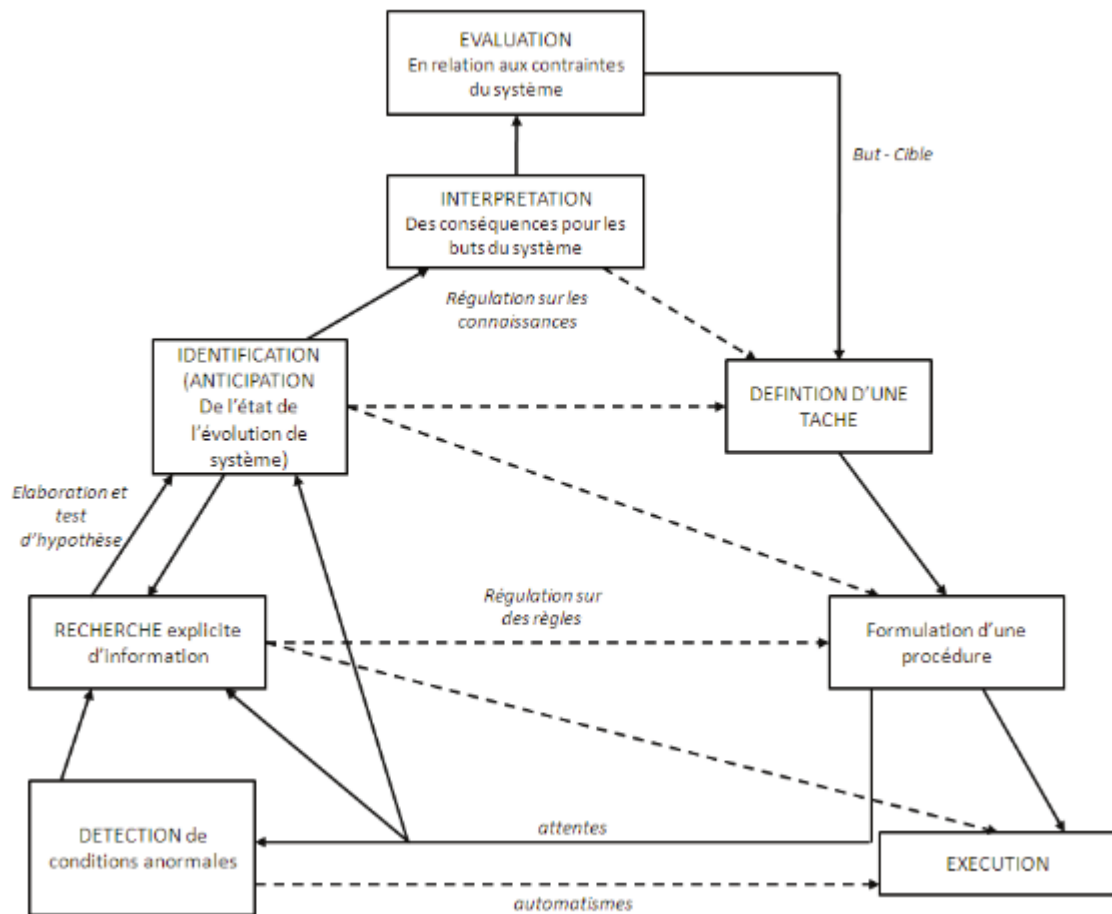 EVALUATION
En relation aux contraintes
du système
But - Cible
INTERPRETATION
Des conséquences pour les
buts du système
Régulation sur les
connaissances
IDENTIFICATION
(ANTICIPATION
De l'état de
l'évolution de
système)
DEFINTION D'UNE
TACHE
Elaboration et
test
d'hypothèse
RECHERCHE explicite
d'information
Régulation sur
des règles
Formulation d'une
procédure
DETECTION de
conditions anormales
attentes
EXECUTION
automatismes